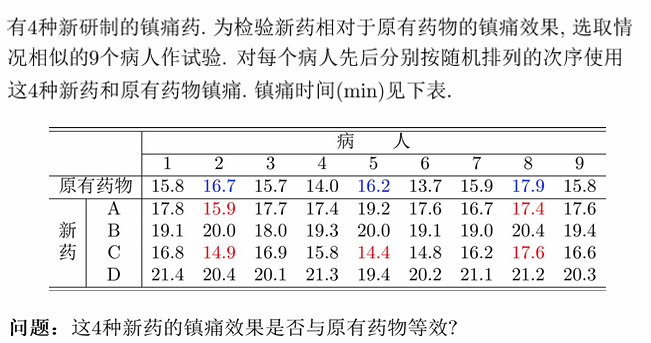 有4种新研制的镇痛药. 为检验新药相对于原有药物的镇痛效果, 选取情
况相似的9个病人作试验. 对每个病人先后分别按随机排列的次序使用
这4种新药和原有药物镇痛. 镇痛时间(min)见下表.
病 人
1 2 3 4 5 6 7 8 9
原有药物 15.8 16.7 15.7 14.0 16.2 13.7 15.9 17.9 15.8
新药
A 17.8 15.9 17.7 17.4 19.2 17.6 16.7 17.4 17.6
B 19.1 20.0 18.0 19.3 20.0 19.1 19.0 20.4 19.4
C 16.8 14.9 16.9 15.8 14.4 14.8 16.2 17.6 16.6
D 21.4 20.4 20.1 21.3 19.4 20.2 21.1 21.2 20.3
问题：这4种新药的镇痛效果是否与原有药物等效?